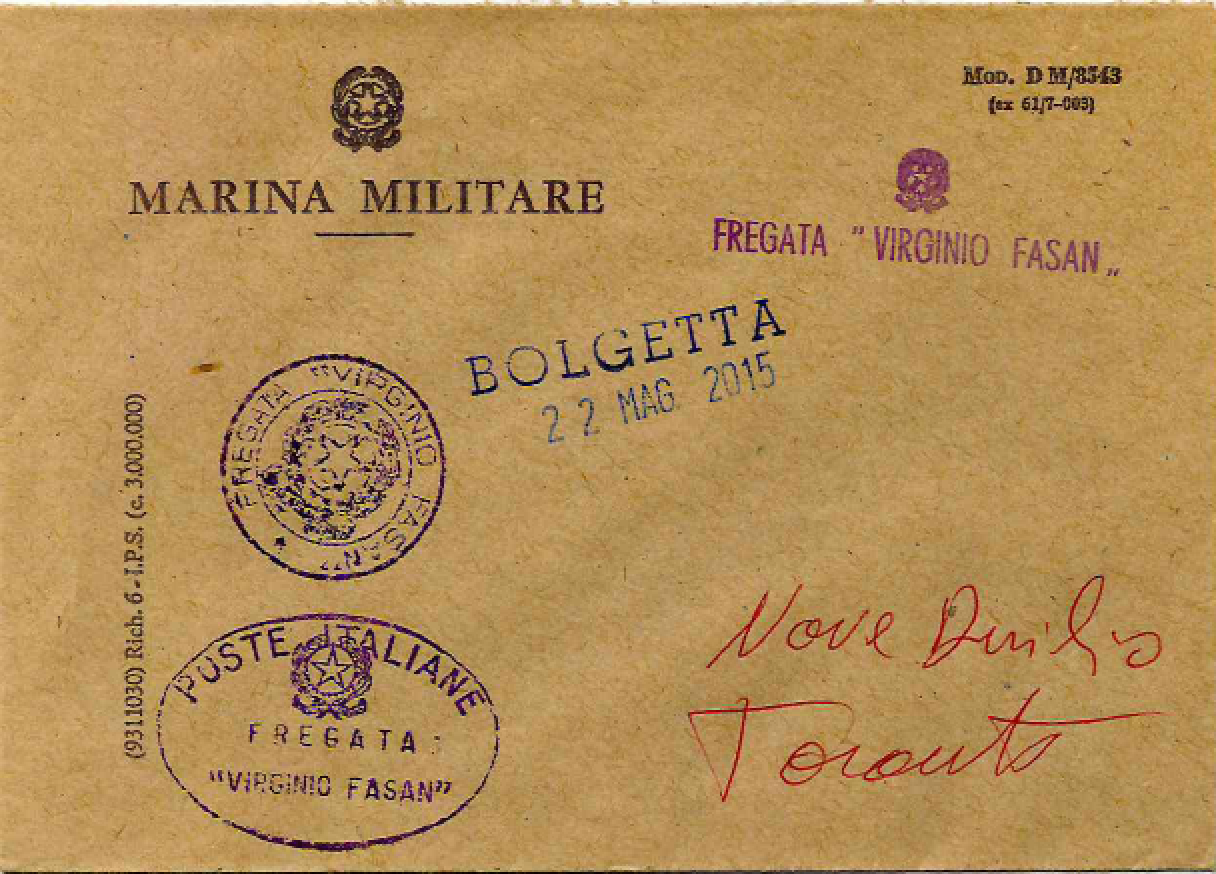 Mod. D M/8543
(ex 61/7-003)
MARINA MILITARE
FREGATA "VIRGINIO FASAN„
BOLGETTA
22 MAG. 2015
FREGATA "VIRGINIO FASAN"
(9311030) Rich. 6 - I.P.S. (c. 3.000.000)
POSTE ITALIANE
FREGATA
"VIRGINIO FASAN"
Nave Duilio
Taranto